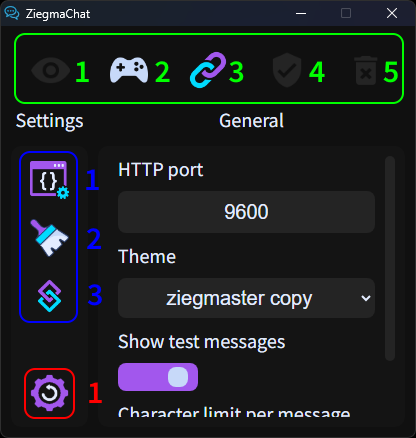 ZiegmaChat
1 2 3 4 5
Settings General
1
HTTP port
9600
2
Theme
3
ziegmaster copy
Show test messages
1
Character limit per message